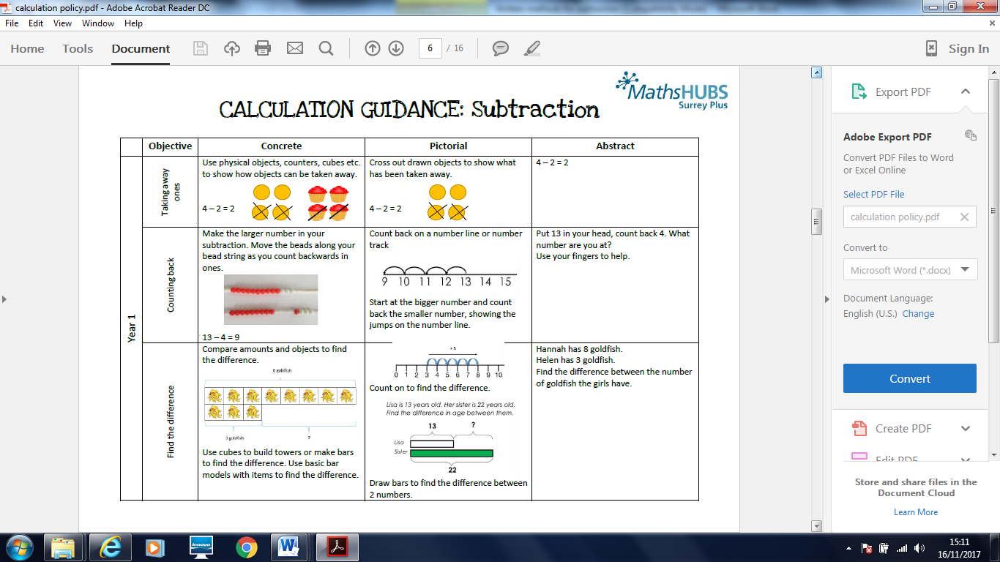 calculation policy.pdf - Adobe Acrobat Reader DC
File Edit View Window Help
Home Tools Document 6 / 16 Sign In
MathsHUBS
Surrey Plus
CALCULATION GUIDANCE: Subtraction
Objective Concrete Pictorial Abstract
Year 1
Taking away
ones
Use physical objects, counters, cubes etc.
to show how objects can be taken away.
4 – 2 = 2
Cross out drawn objects to show what
has been taken away.
4 – 2 = 2
4 – 2 = 2
Counting back
Make the larger number in your
subtraction. Move the beads along your
bead string as you count backwards in
ones.
13 – 4 = 9
Count back on a number line or number
track
9 10 11 12 13 14 15
Start at the bigger number and count
back the smaller number, showing the
jumps on the number line.
Put 13 in your head, count back 4. What
number are you at?
Use your fingers to help.
Find the difference
Compare amounts and objects to find
the difference.
8 goldfish
3 goldfish ?
Use cubes to build towers or make bars
to find the difference. Use basic bar
models with items to find the difference.
+5
0 1 2 3 4 5 6 7 8 9 10
Count on to find the difference.
Lisa is 13 years old. Her sister is 22 years old.
Find the difference in age between them.
13 ?
Lisa
Sister
22
Draw bars to find the difference between
2 numbers.
Hannah has 8 goldfish.
Helen has 3 goldfish.
Find the difference between the number
of goldfish the girls have.
Export PDF
Adobe Export PDF
Convert PDF Files to Word
or Excel Online
Select PDF File
calculation policy.pdf
Convert to
Microsoft Word (*.docx)
Document Language:
English (U.S.) Change
Convert
Create PDF
Edit PDF
Store and share files in the
Document Cloud
Learn More
lenovo
15:11
16/11/2017